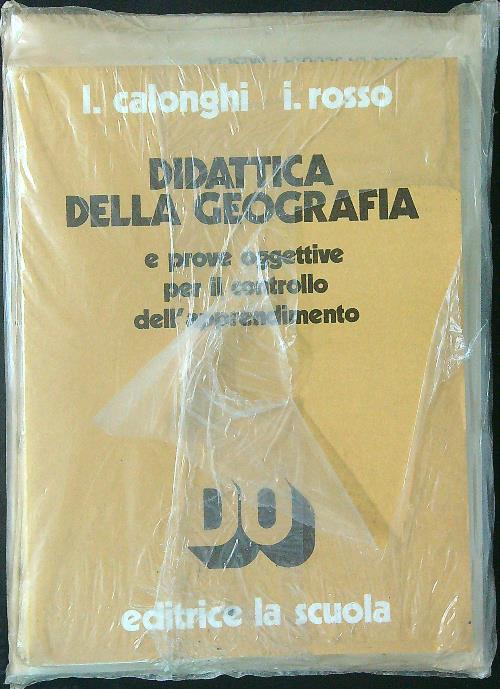 l. calonghi i. rosso
DIDATTICA
DELLA GEOGRAFIA
e prove oggettive
per il controllo
dell'apprendimento
DU
editrice la scuola